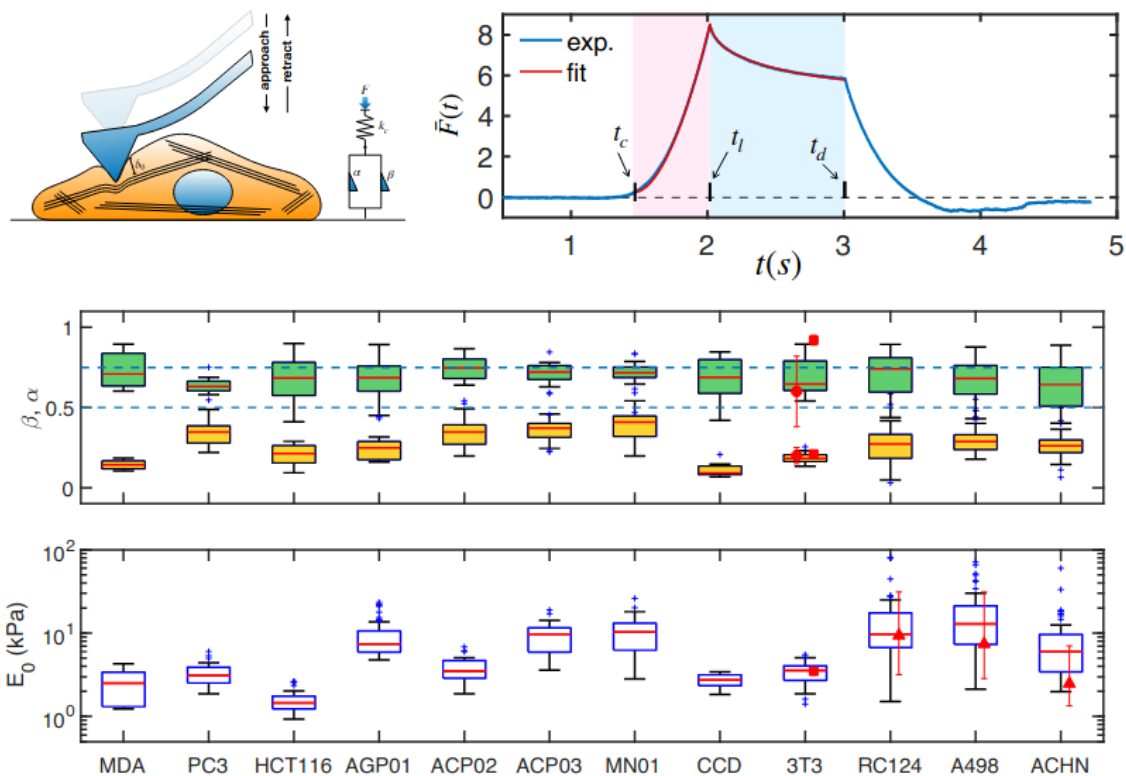 approach
retract
F
k_c
δ_0
α
β
exp.
fit
F̄(t)
8
6
4
2
0
t_c
t_l
t_d
1
2
3
4
5
t(s)
β, α
1
0.5
0
E_0 (kPa)
10^2
10^1
10^0
MDA PC3 HCT116 AGP01 ACP02 ACP03 MN01 CCD 3T3 RC124 A498 ACHN